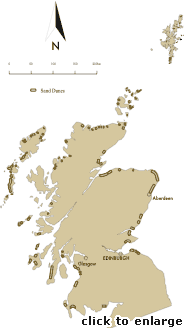 N
Sand Dunes
Aberdeen
EDINBURGH
Glasgow
click to enlarge